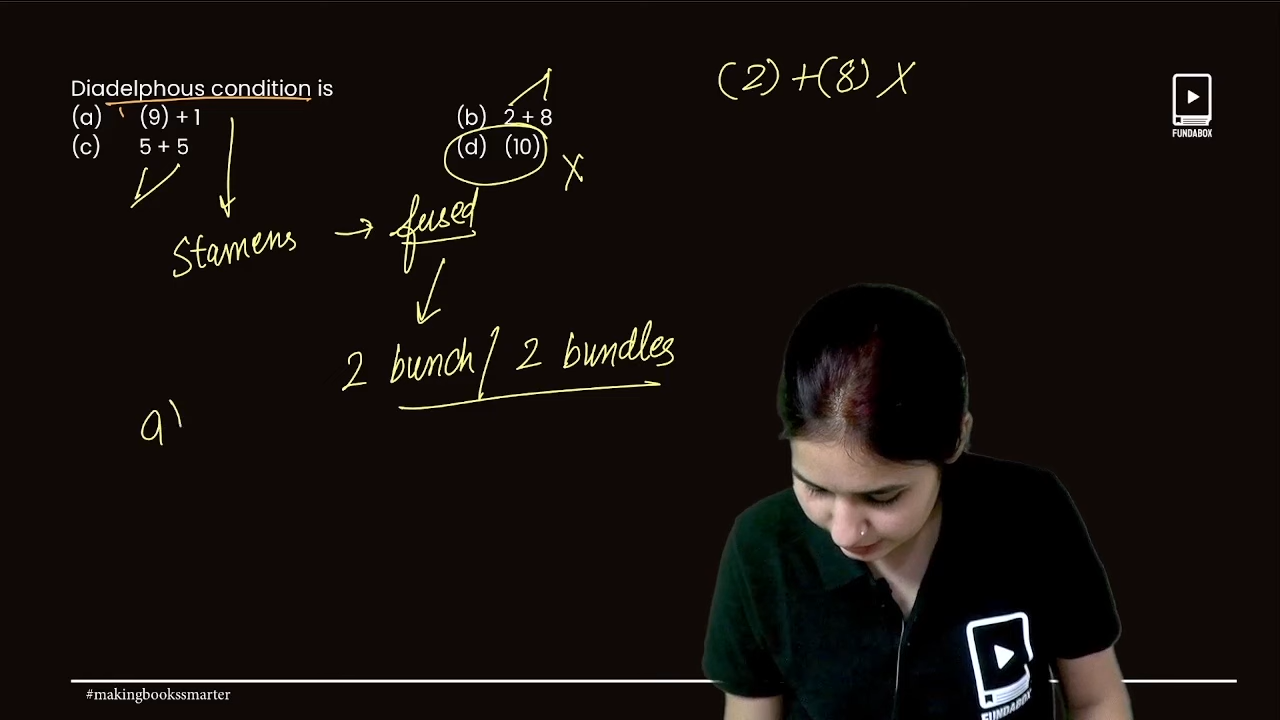 (2) + (8) X
Diadelphous condition is
(a) (9) + 1
(b) 2 + 8
(c) 5 + 5
(d) (10)
X
FUNDABOX
Stamens → fused
2 bunch / 2 bundles
a)
FUNDABOX
#makingbookssmarter